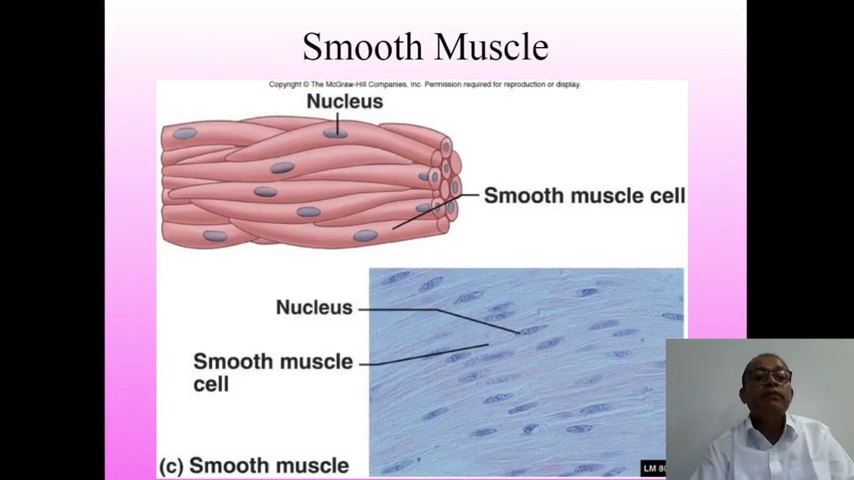 Smooth Muscle
Copyright © The McGraw-Hill Companies, Inc. Permission required for reproduction or display.
Nucleus
Smooth muscle cell
Nucleus
Smooth muscle
cell
(c) Smooth muscle
LM